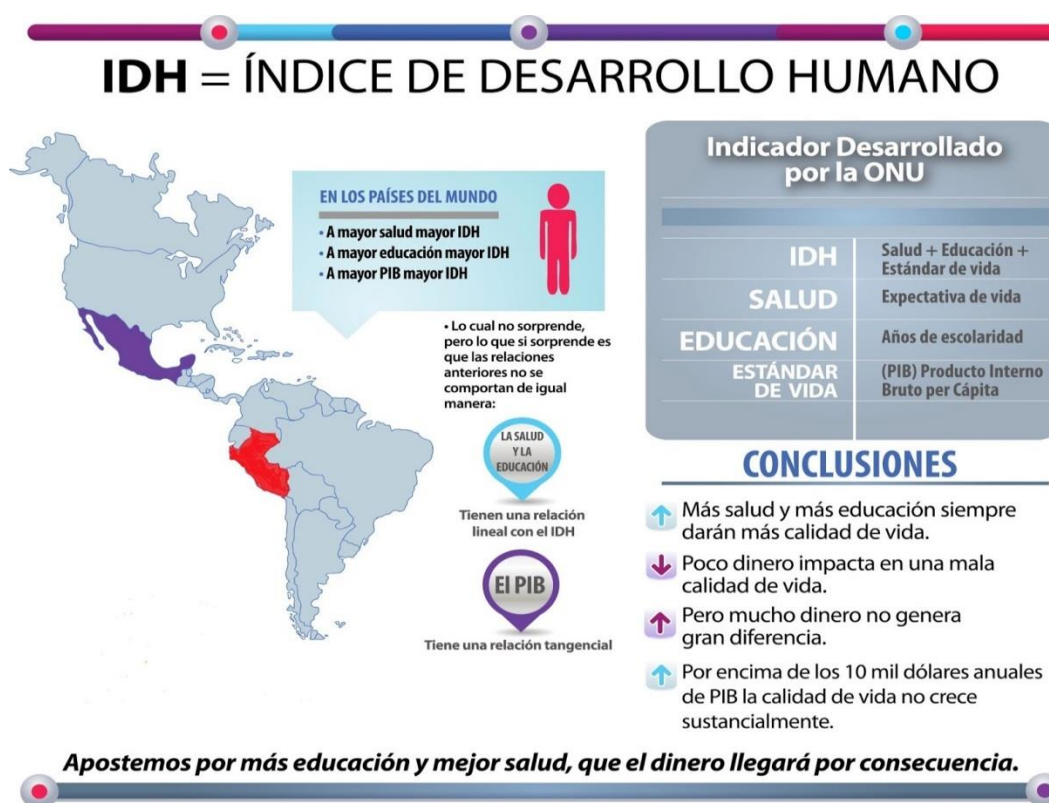 IDH = ÍNDICE DE DESARROLLO HUMANO
EN LOS PAÍSES DEL MUNDO
• A mayor salud mayor IDH
• A mayor educación mayor IDH
• A mayor PIB mayor IDH
• Lo cual no sorprende,
pero lo que si sorprende es
que las relaciones
anteriores no se
comportan de igual
manera:
LA SALUD
Y LA
EDUCACIÓN
Tienen una relación
lineal con el IDH
El PIB
Tiene una relación tangencial
Indicador Desarrollado
por la ONU
IDH
Salud + Educación +
Estándar de vida
SALUD
Expectativa de vida
EDUCACIÓN
Años de escolaridad
ESTÁNDAR
DE VIDA
(PIB) Producto Interno
Bruto per Cápita
CONCLUSIONES
Más salud y más educación siempre
darán más calidad de vida.
Poco dinero impacta en una mala
calidad de vida.
Pero mucho dinero no genera
gran diferencia.
Por encima de los 10 mil dólares anuales
de PIB la calidad de vida no crece
sustancialmente.
Apostemos por más educación y mejor salud, que el dinero llegará por consecuencia.